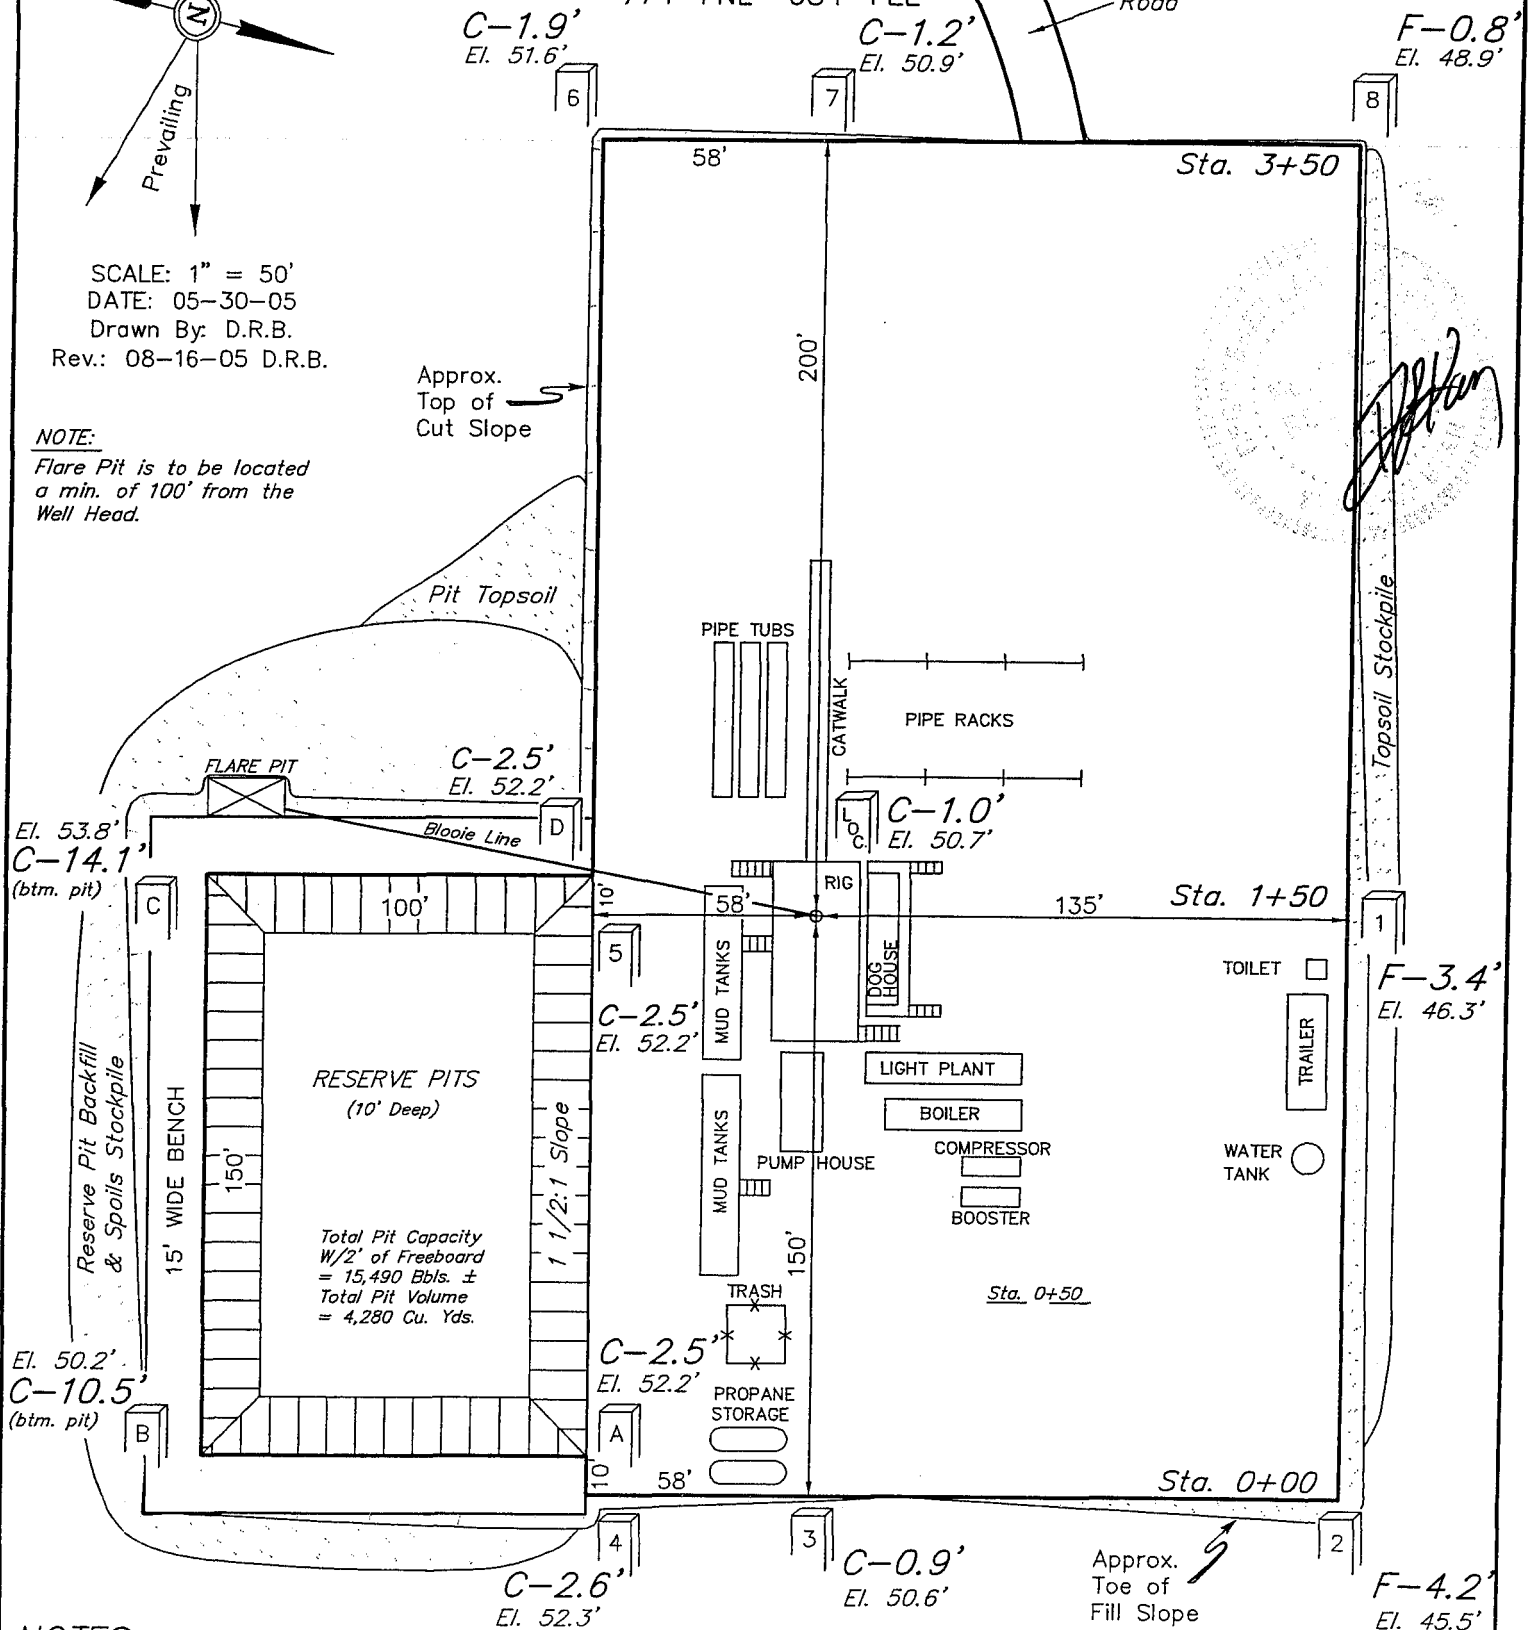 Road
C-1.9'
El. 51.6'
C-1.2'
El. 50.9'
F-0.8'
El. 48.9'
N
Prevailing
6
7
8
58'
Sta. 3+50
SCALE: 1" = 50'
DATE: 05-30-05
Drawn By: D.R.B.
Rev.: 08-16-05 D.R.B.
200'
Approx.
Top of
Cut Slope
NOTE:
Flare Pit is to be located
a min. of 100' from the
Well Head.
Pit Topsoil
Topsoil Stockpile
PIPE TUBS
CATWALK
PIPE RACKS
FLARE PIT
C-2.5'
El. 52.2'
D
Blooie Line
LOC.
C-1.0'
El. 50.7'
El. 53.8'
C-14.1'
(btm. pit)
C
100'
10'
58'
RIG
135'
Sta. 1+50
1
5
MUD TANKS
DOG
HOUSE
TOILET
F-3.4'
El. 46.3'
C-2.5'
El. 52.2'
TRAILER
LIGHT PLANT
BOILER
RESERVE PITS
(10' Deep)
Reserve Pit Backfill
& Spoils Stockpile
15' WIDE BENCH
150'
1 1/2:1 Slope
MUD TANKS
PUMP HOUSE
COMPRESSOR
BOOSTER
WATER
TANK
Total Pit Capacity
W/2' of Freeboard
= 15,490 Bbls. ±
Total Pit Volume
= 4,280 Cu. Yds.
150'
TRASH
Sta. 0+50
El. 50.2'
C-10.5'
(btm. pit)
B
C-2.5'
El. 52.2'
A
PROPANE
STORAGE
10'
58'
Sta. 0+00
4
3
2
C-2.6'
El. 52.3'
C-0.9'
El. 50.6'
Approx.
Toe of
Fill Slope
F-4.2'
El. 45.5'